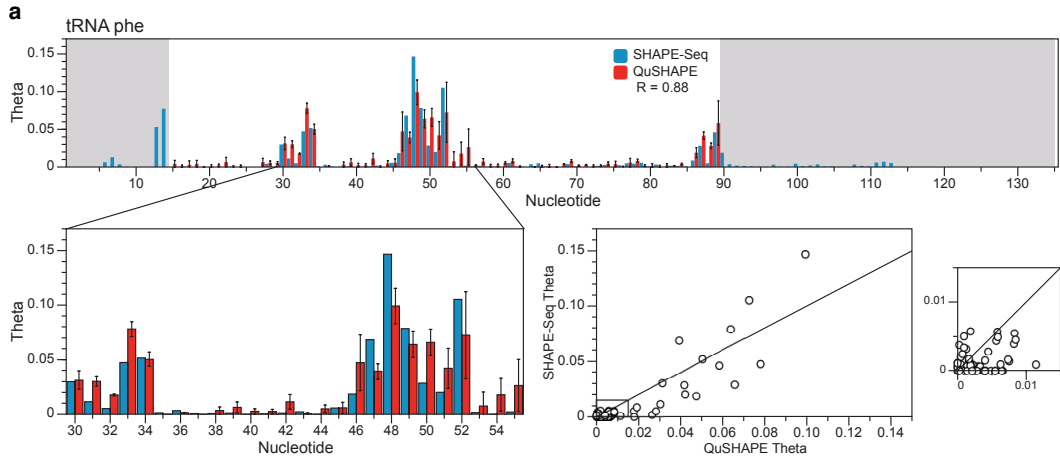 a
tRNA phe
0.15
0.10
0.05
0
Theta
SHAPE-Seq
QuSHAPE
R = 0.88
10 20 30 40 50 60 70 80 90 100 110 120 130
Nucleotide
0.15
0.10
0.05
0
Theta
30 32 34 36 38 40 42 44 46 48 50 52 54
Nucleotide
0.15
0.10
0.05
0
SHAPE-Seq Theta
0 0.02 0.04 0.06 0.08 0.10 0.12 0.14
QuSHAPE Theta
0.01
0
0 0.01